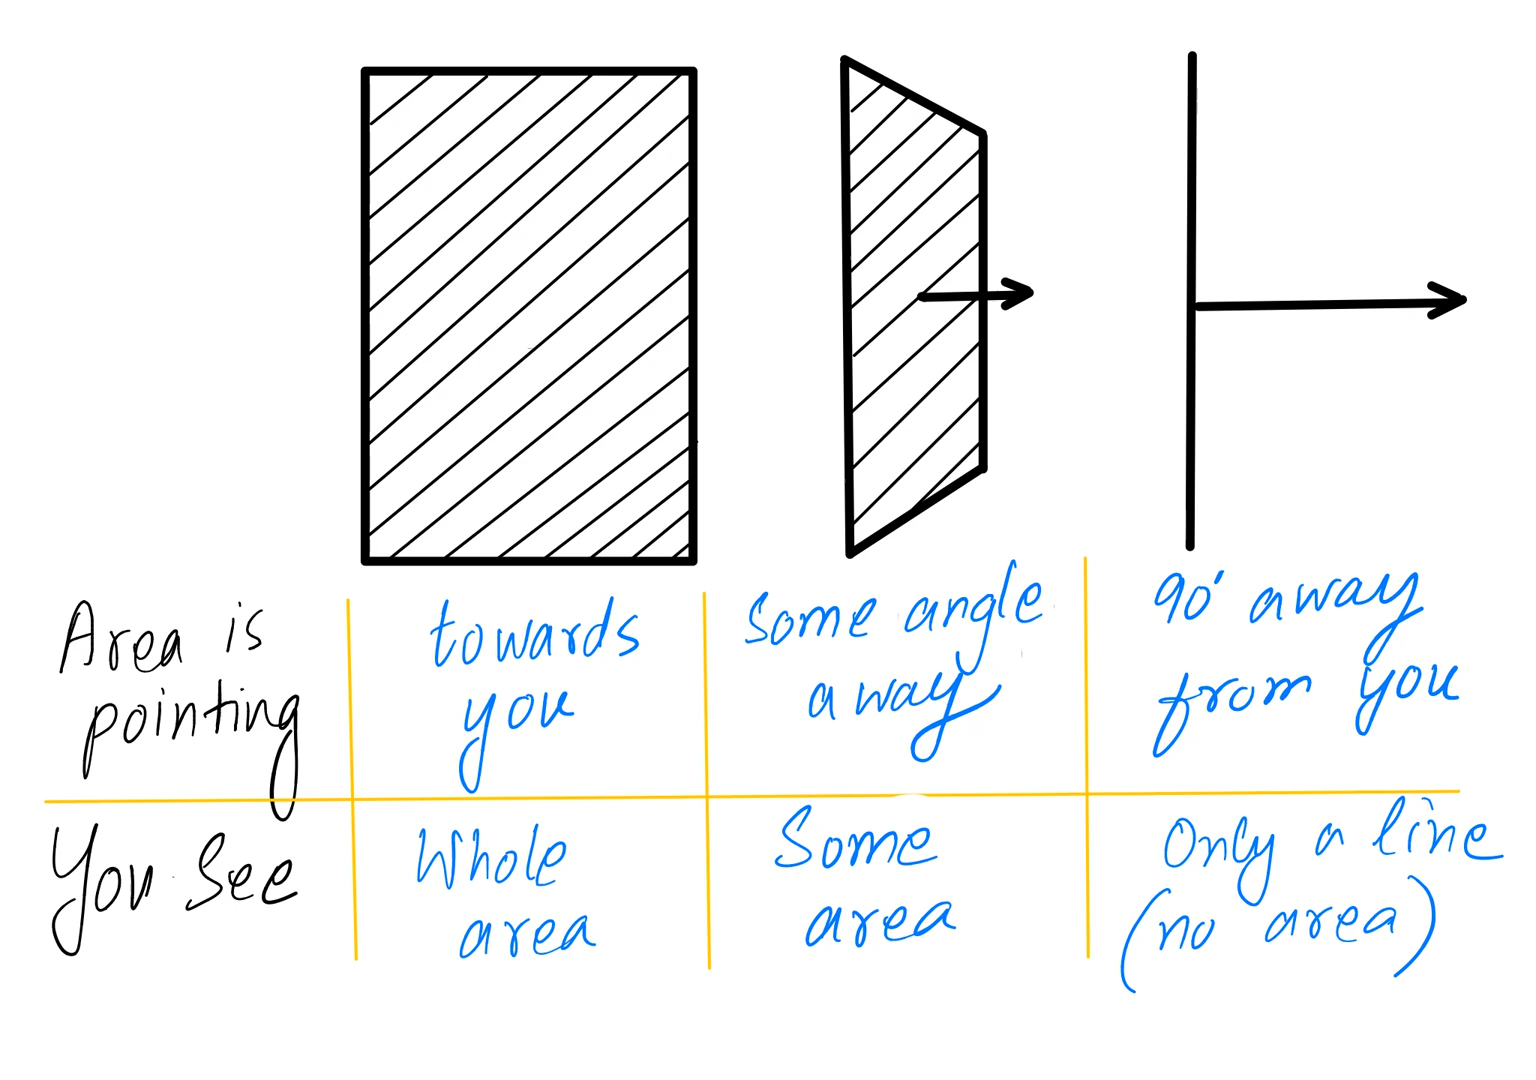 Area is
pointing
towards
you
Some angle
away
90° away
from you
You See
Whole
area
Some
area
Only a line
(no area)